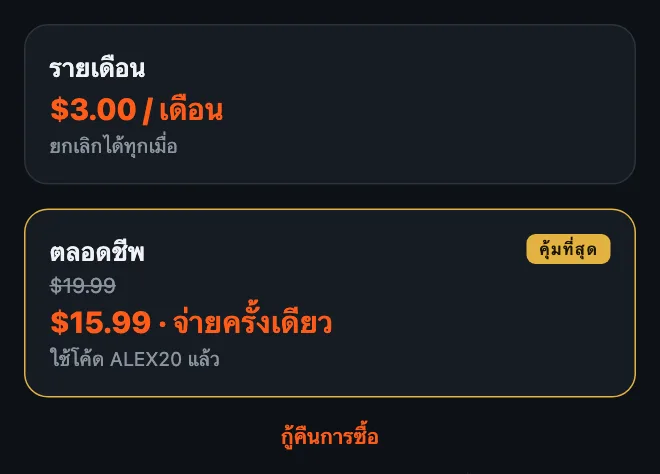 รายเดือน
$3.00 / เดือน
ยกเลิกได้ทุกเมื่อ
ตลอดชีพ
คุ้มที่สุด
$19.99
$15.99 · จ่ายครั้งเดียว
ใช้โค้ด ALEX20 แล้ว
กู้คืนการซื้อ